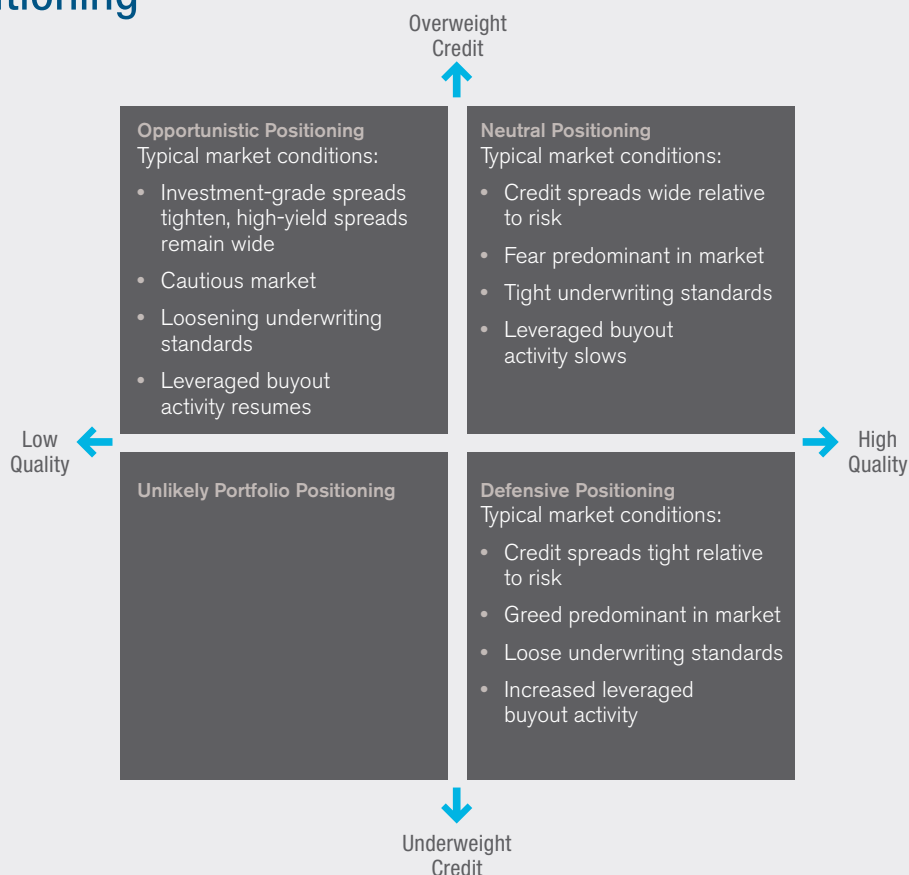 Overweight
Credit
Opportunistic Positioning
Typical market conditions:
• Investment-grade spreads
tighten, high-yield spreads
remain wide
• Cautious market
• Loosening underwriting
standards
• Leveraged buyout
activity resumes
Neutral Positioning
Typical market conditions:
• Credit spreads wide relative
to risk
• Fear predominant in market
• Tight underwriting standards
• Leveraged buyout
activity slows
Low
Quality
High
Quality
Unlikely Portfolio Positioning
Defensive Positioning
Typical market conditions:
• Credit spreads tight relative
to risk
• Greed predominant in market
• Loose underwriting standards
• Increased leveraged
buyout activity
Underweight
Credit